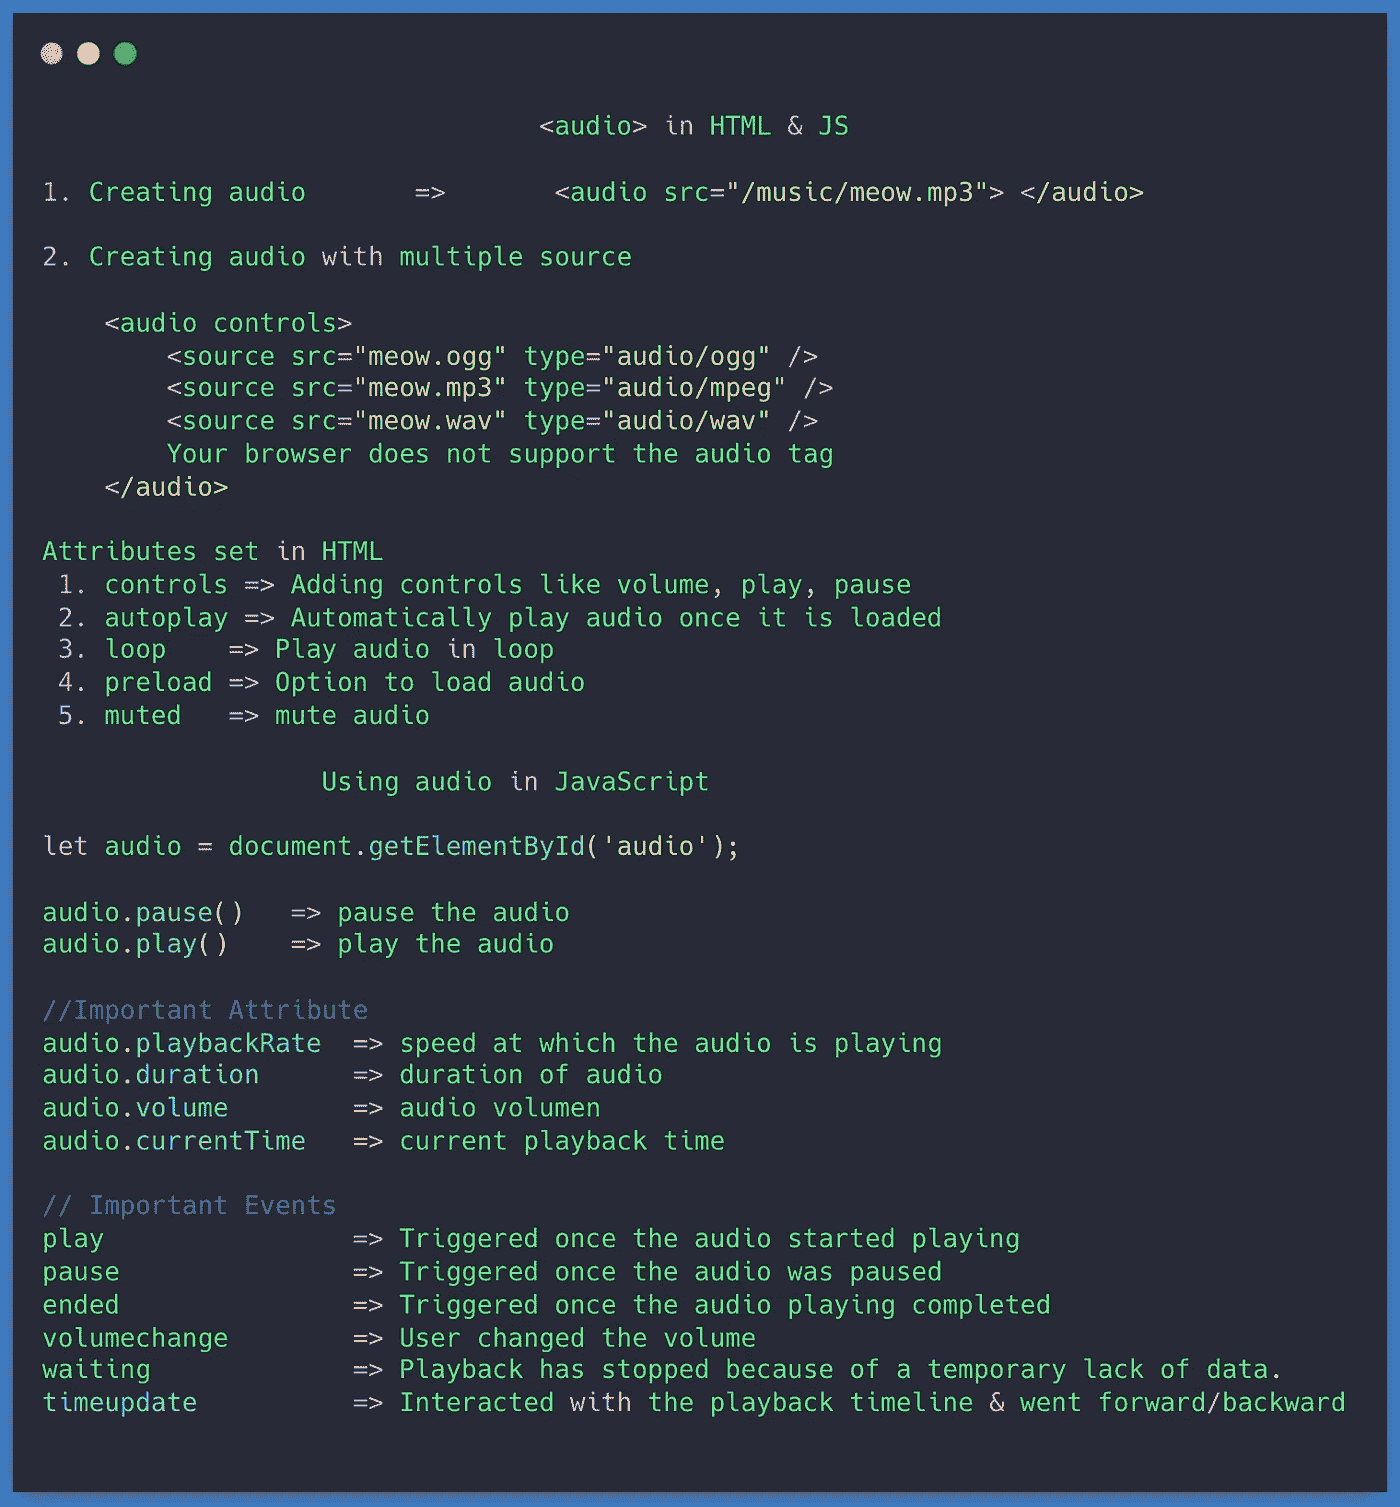 <audio> in HTML & JS
1. Creating audio => <audio src="/music/meow.mp3"> </audio>
2. Creating audio with multiple source
<audio controls>
<source src="meow.ogg" type="audio/ogg" />
<source src="meow.mp3" type="audio/mpeg" />
<source src="meow.wav" type="audio/wav" />
Your browser does not support the audio tag
</audio>
Attributes set in HTML
1. controls => Adding controls like volume, play, pause
2. autoplay => Automatically play audio once it is loaded
3. loop => Play audio in loop
4. preload => Option to load audio
5. muted => mute audio
Using audio in JavaScript
let audio = document.getElementById('audio');
audio.pause() => pause the audio
audio.play() => play the audio
//Important Attribute
audio.playbackRate => speed at which the audio is playing
audio.duration => duration of audio
audio.volume => audio volumen
audio.currentTime => current playback time
// Important Events
play => Triggered once the audio started playing
pause => Triggered once the audio was paused
ended => Triggered once the audio playing completed
volumechange => User changed the volume
waiting => Playback has stopped because of a temporary lack of data.
timeupdate => Interacted with the playback timeline & went forward/backward